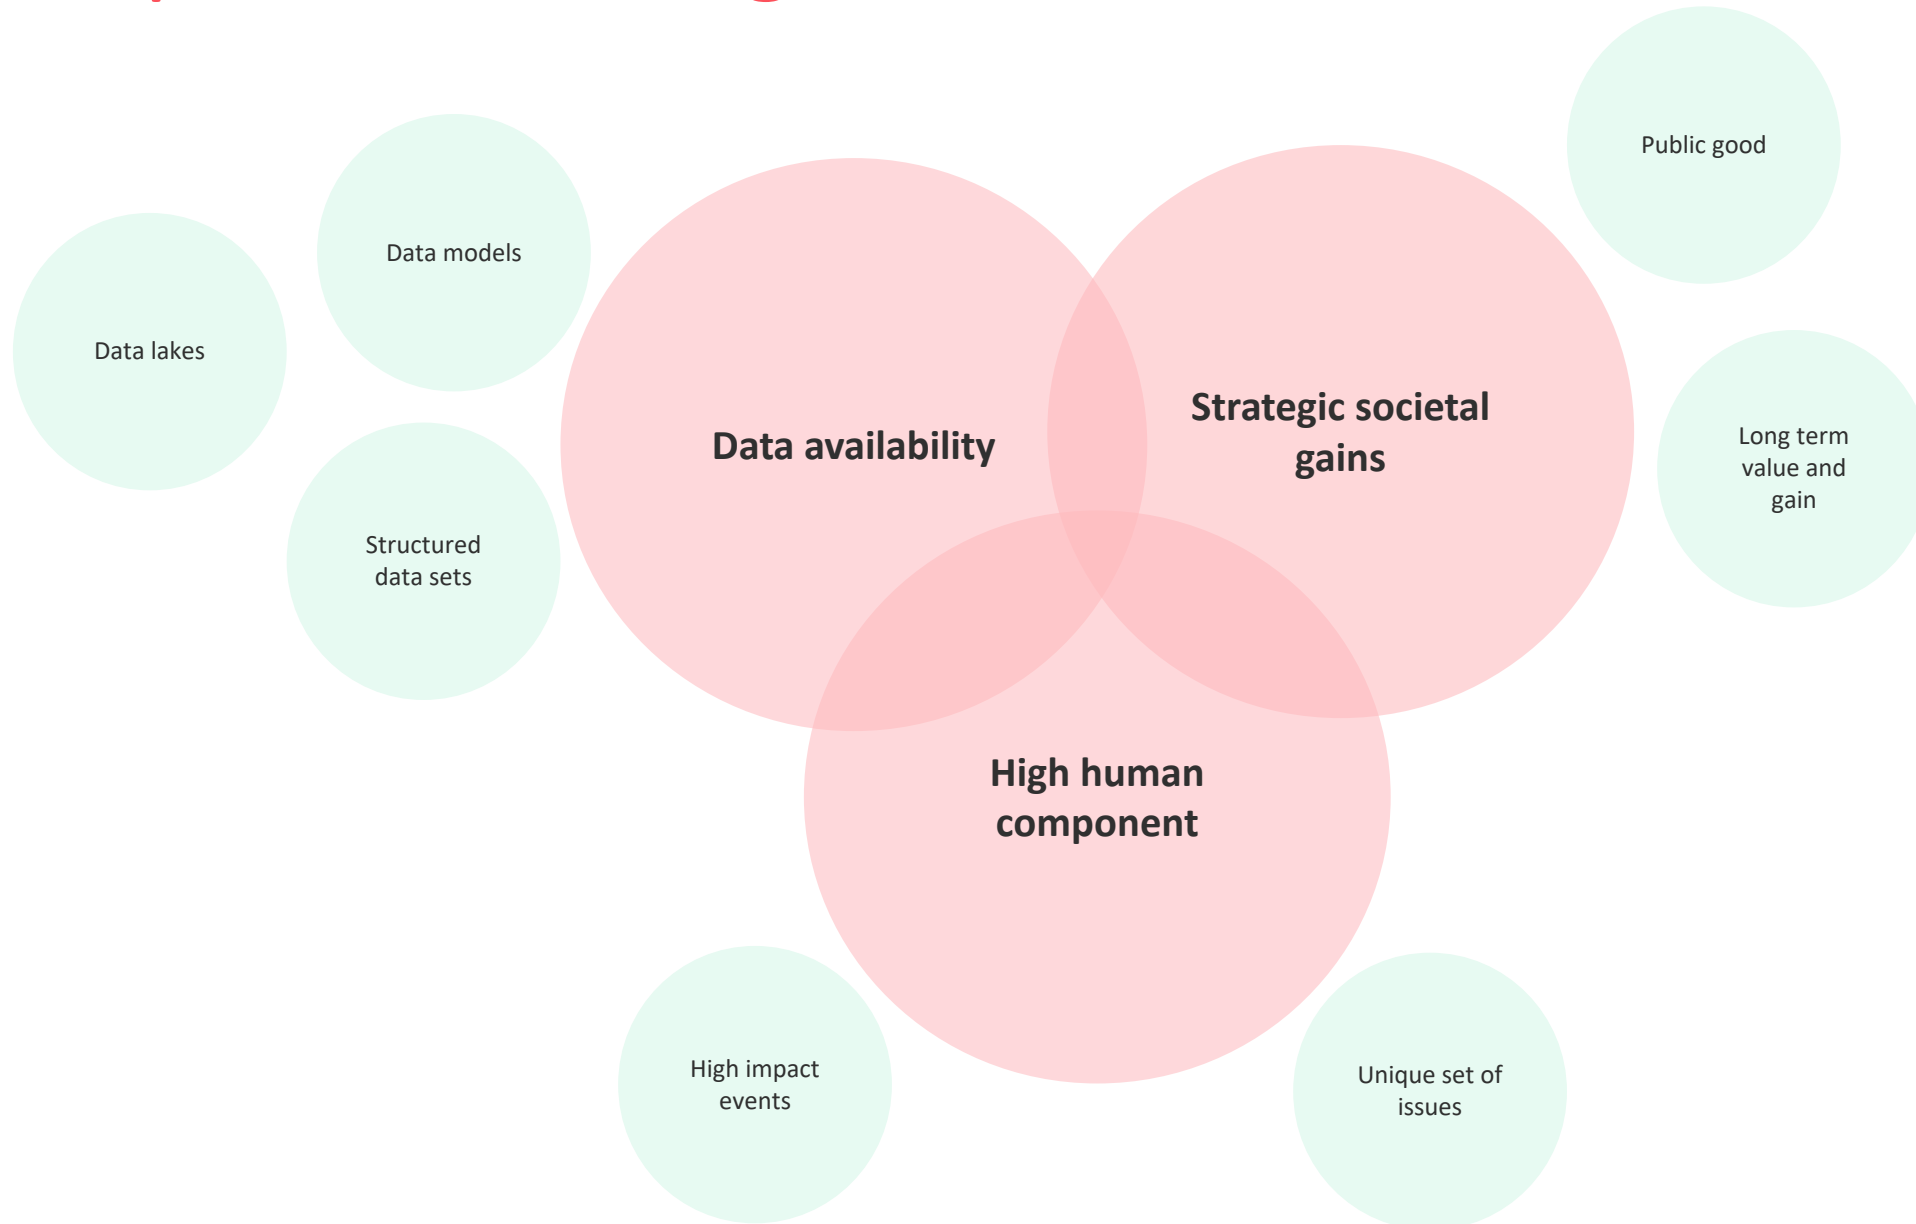 Public good
Data models
Data lakes
Data availability
Strategic societal
gains
Long term
value and
gain
Structured
data sets
High human
component
High impact
events
Unique set of
issues